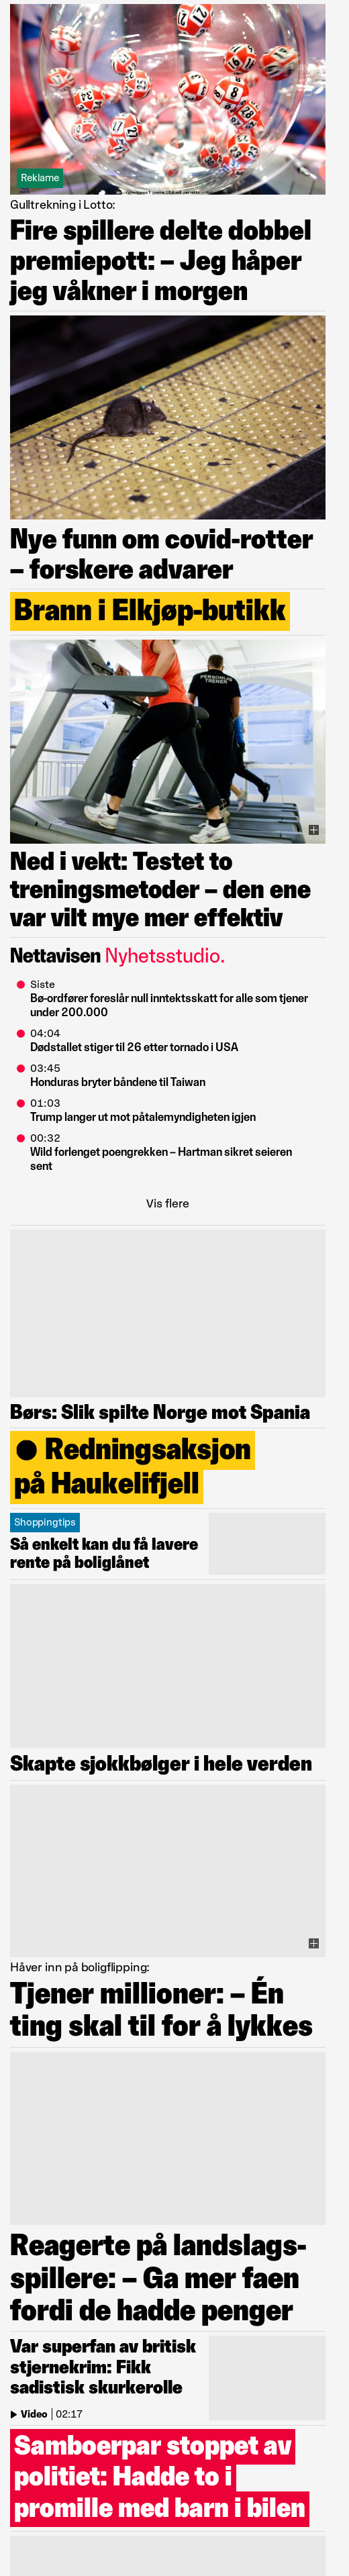 Reklame
Gulltrekning i Lotto:
Fire spillere delte dobbel
premiepott: – Jeg håper
jeg våkner i morgen
Nye funn om covid-rotter
– forskere advarer
Brann i Elkjøp-butikk
PERSONLIG
TRENER
Ned i vekt: Testet to
treningsmetoder – den ene
var vilt mye mer effektiv
Nettavisen Nyhetsstudio.
Siste
Bø-ordfører foreslår null inntektsskatt for alle som tjener
under 200.000
04:04
Dødstallet stiger til 26 etter tornado i USA
03:45
Honduras bryter båndene til Taiwan
01:03
Trump langer ut mot påtalemyndigheten igjen
00:32
Wild forlenget poengrekken – Hartman sikret seieren
sent
Vis flere
Børs: Slik spilte Norge mot Spania
Redningsaksjon
på Haukelifjell
Shoppingtips
Så enkelt kan du få lavere
rente på boliglånet
Skapte sjokkbølger i hele verden
Håver inn på boligflipping:
Tjener millioner: – Én
ting skal til for å lykkes
Reagerte på landslags-
spillere: – Ga mer faen
fordi de hadde penger
Var superfan av britisk
stjernekrim: Fikk
sadistisk skurkerolle
Video | 02:17
Samboerpar stoppet av
politiet: Hadde to i
promille med barn i bilen